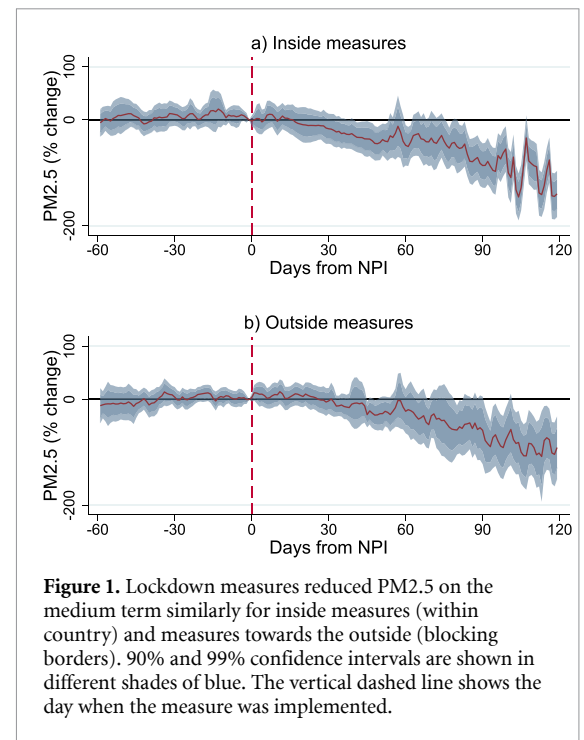 a) Inside measures
PM2.5 (% change)
100
0
-200
-60 -30 0 30 60 90 120
Days from NPI
b) Outside measures
PM2.5 (% change)
100
0
-200
-60 -30 0 30 60 90 120
Days from NPI
Figure 1. Lockdown measures reduced PM2.5 on the
medium term similarly for inside measures (within
country) and measures towards the outside (blocking
borders). 90% and 99% confidence intervals are shown in
different shades of blue. The vertical dashed line shows the
day when the measure was implemented.